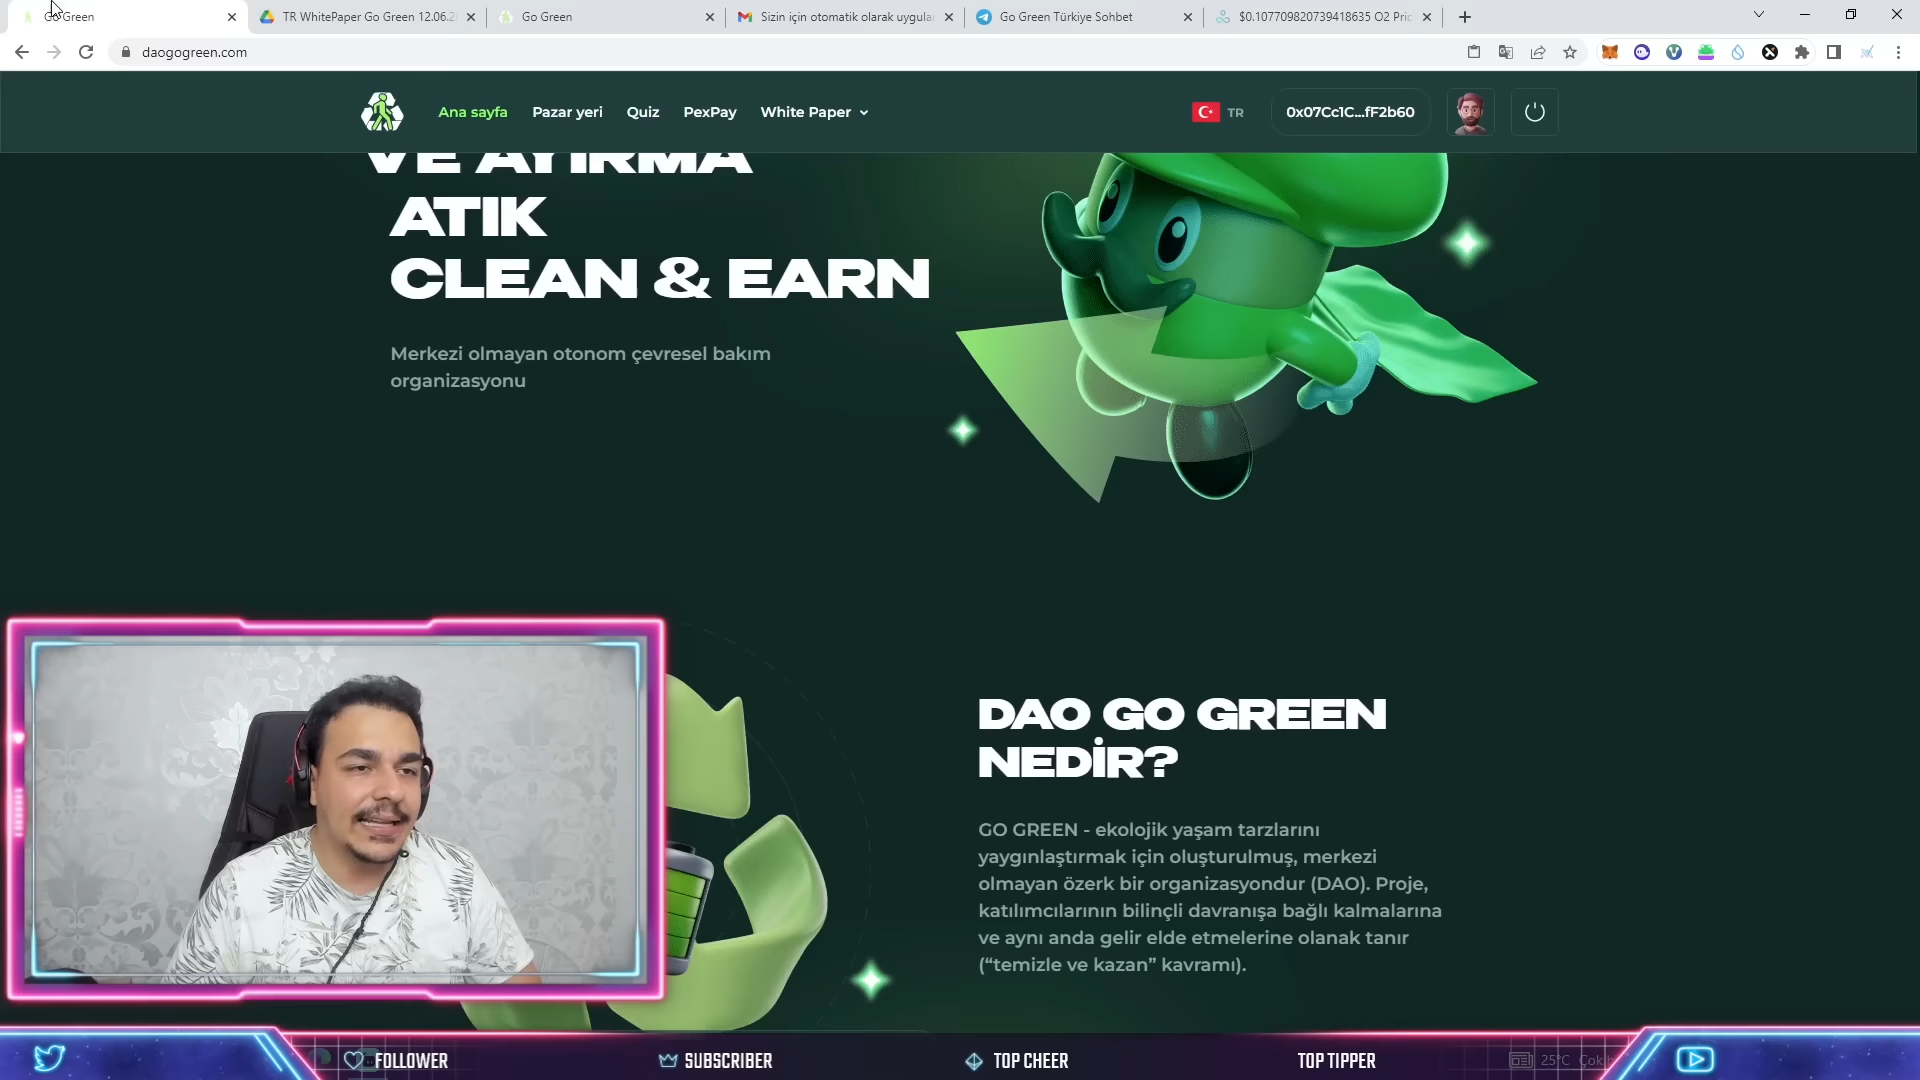 Go Green
TR WhitePaper Go Green 12.06.2
Go Green
Sizin için otomatik olarak uygula
Go Green Türkiye Sohbet
$0.107709820739418635 O2 Pric
daogogreen.com
Ana sayfa
Pazar yeri
Quiz
PexPay
White Paper
TR
0x07Cc1C...fF2b60
VE AYIRMA
ATIK
CLEAN & EARN
Merkezi olmayan otonom çevresel bakım
organizasyonu
DAO GO GREEN
NEDİR?
GO GREEN - ekolojik yaşam tarzlarını
yaygınlaştırmak için oluşturulmuş, merkezi
olmayan özerk bir organizasyondur (DAO). Proje,
katılımcılarının bilinçli davranışa bağlı kalmalarına
ve aynı anda gelir elde etmelerine olanak tanır
(“temizle ve kazan” kavramı).
FOLLOWER
SUBSCRIBER
TOP CHEER
TOP TIPPER
25°C